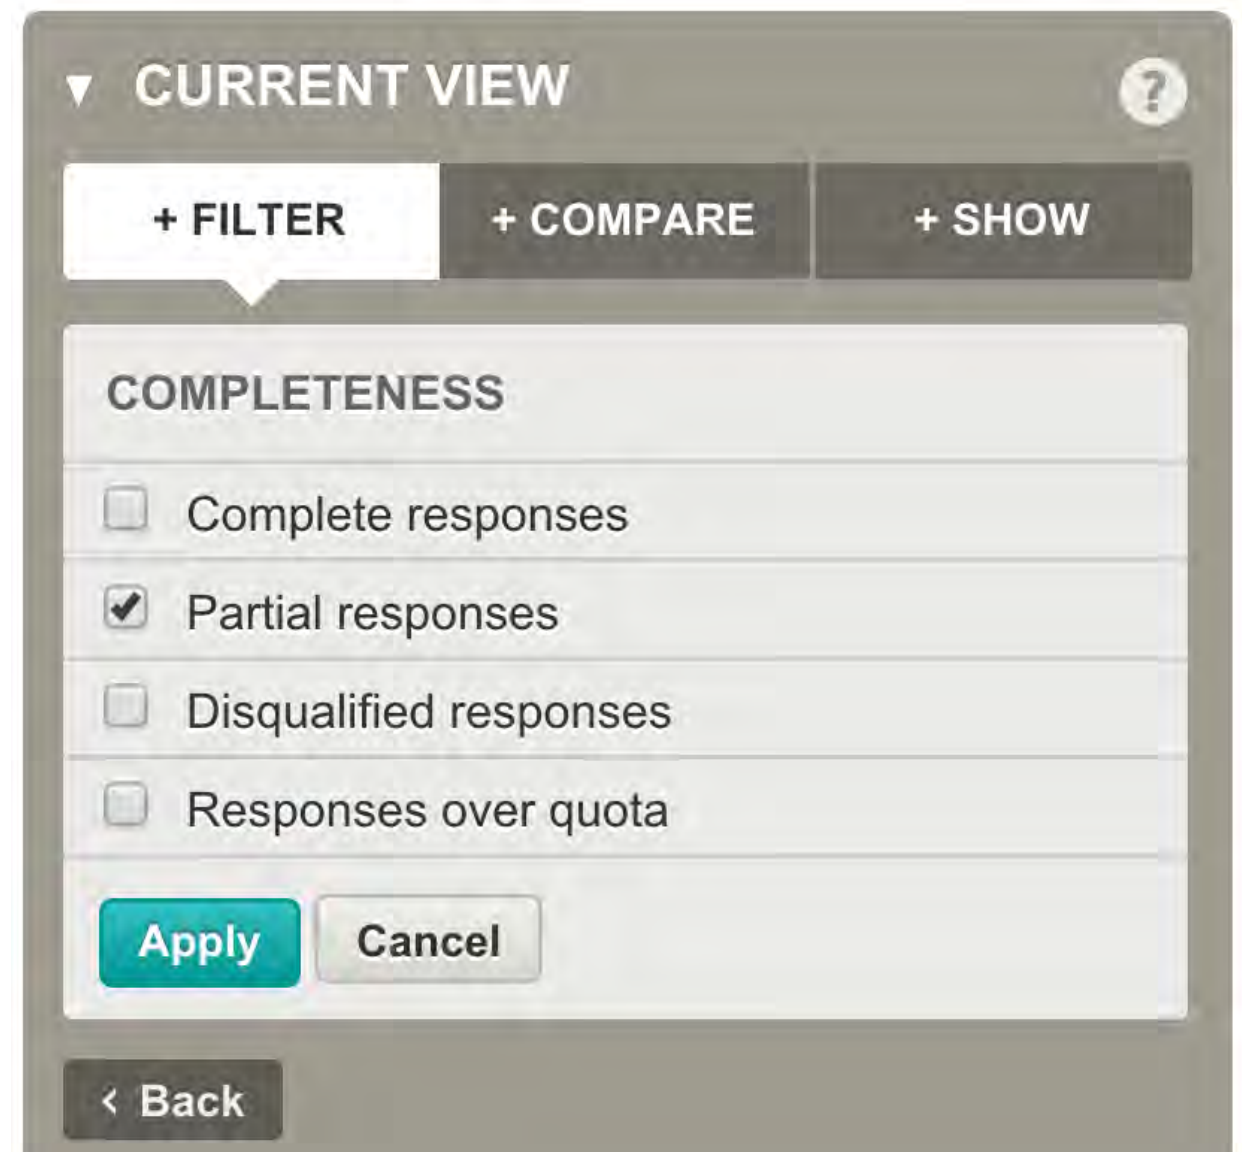 ▼ CURRENT VIEW ?
+ FILTER + COMPARE + SHOW
COMPLETENESS
Complete responses
Partial responses
Disqualified responses
Responses over quota
Apply Cancel
‹ Back